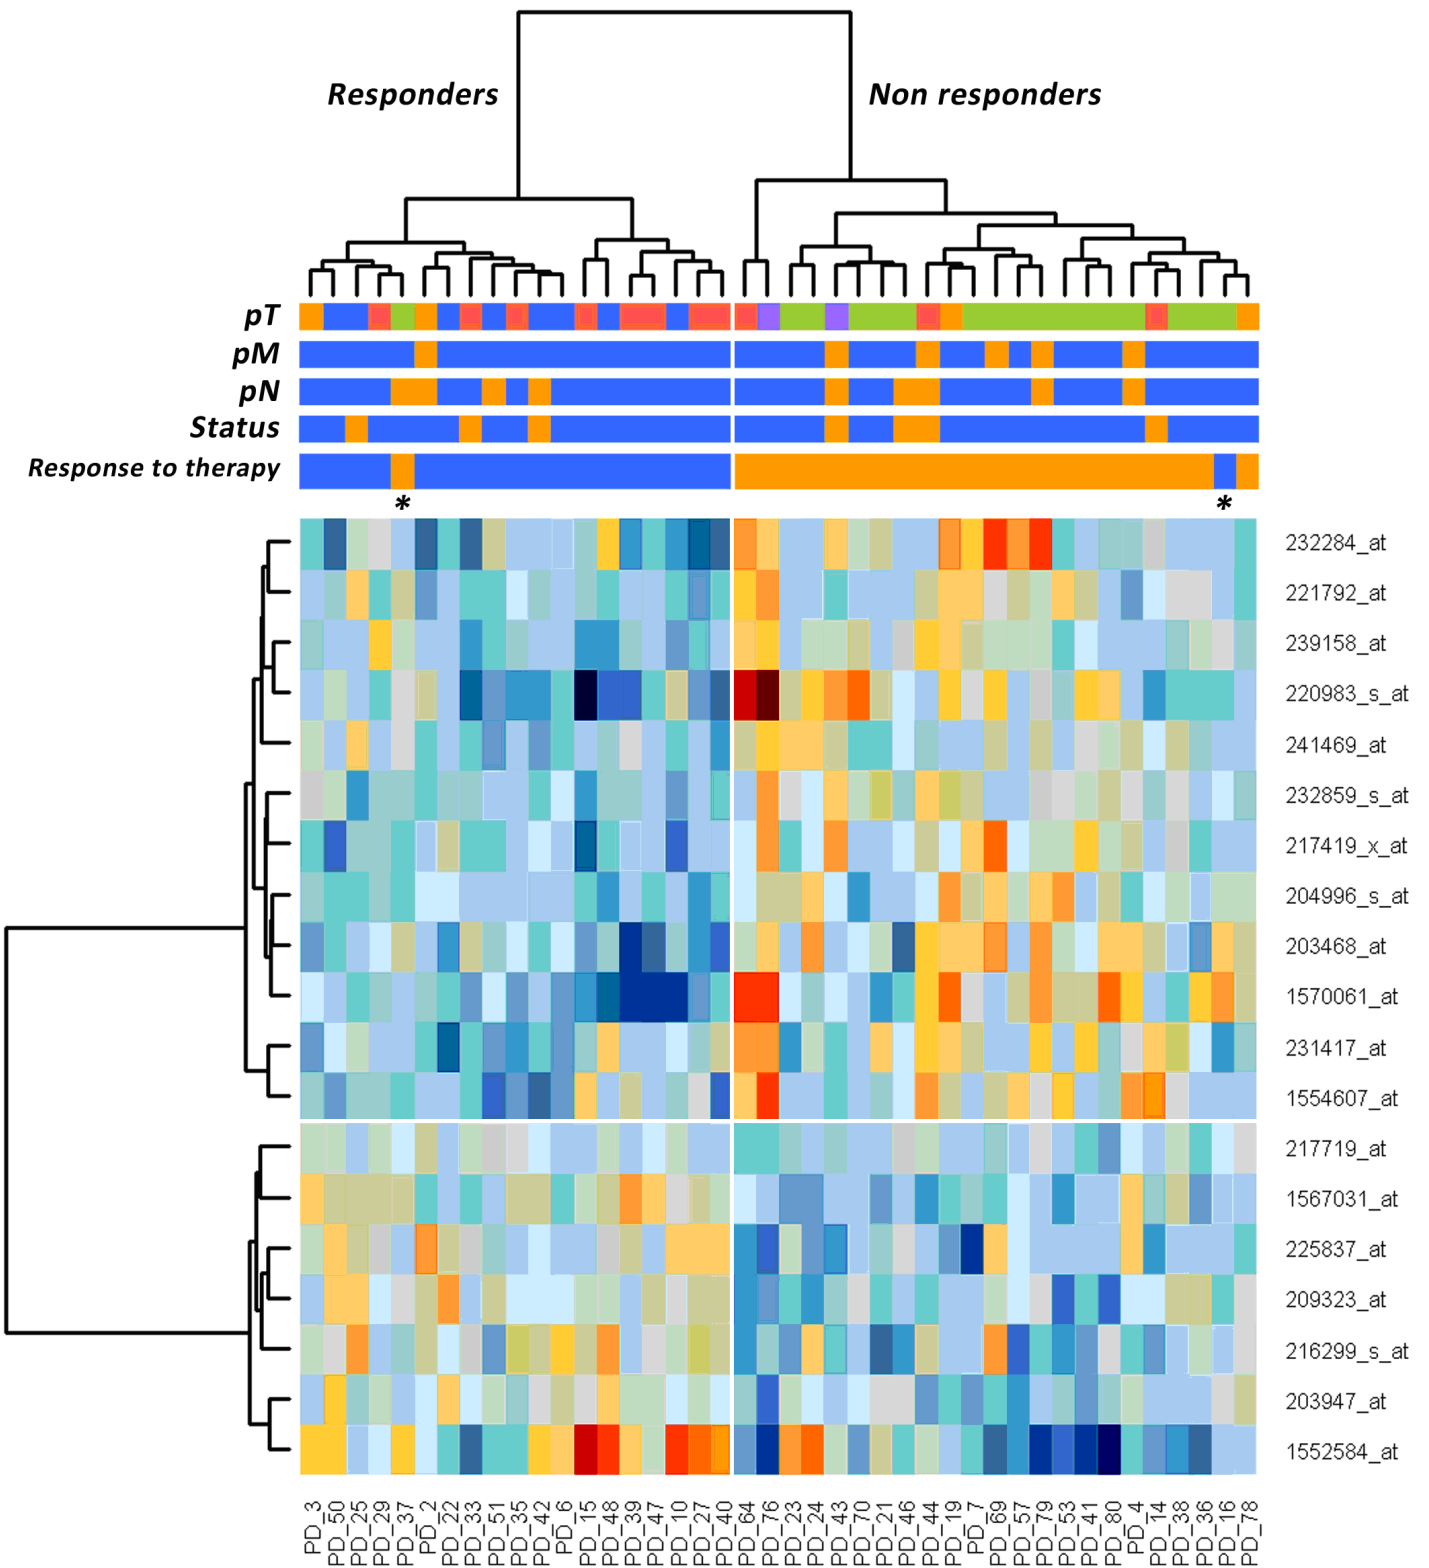 Responders
Non responders
pT
pM
pN
Status
Response to therapy
*
*
232284_at
221792_at
239158_at
220983_s_at
241469_at
232859_s_at
217419_x_at
204996_s_at
203468_at
1570061_at
231417_at
1554607_at
217719_at
1567031_at
225837_at
209323_at
216299_s_at
203947_at
1552584_at
PD_3
PD_50
PD_25
PD_29
PD_37
PD_2
PD_22
PD_33
PD_51
PD_35
PD_42
PD_6
PD_15
PD_48
PD_39
PD_47
PD_10
PD_27
PD_40
PD_64
PD_76
PD_23
PD_24
PD_43
PD_70
PD_21
PD_46
PD_44
PD_19
PD_7
PD_69
PD_57
PD_79
PD_53
PD_41
PD_80
PD_4
PD_14
PD_38
PD_36
PD_16
PD_78